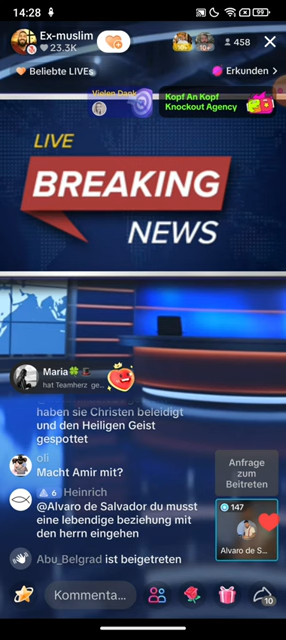 14:28
99
Ex-muslim
23.3K
10+
458
Beliebte LIVEs
Erkunden
Vielen Dank
Kopf An Kopf
Knockout Agency
LIVE
BREAKING
NEWS
Maria
hat Teamherz ge...
haben sie Christen beleidigt
und den Heiligen Geist
gespottet
oli
Macht Amir mit?
6 Heinrich
@Alvaro de Salvador du musst
eine lebendige beziehung mit
den herrn eingehen
Abu_Belgrad ist beigetreten
Anfrage
zum
Beitreten
147
Alvaro de S...
Kommenta...
10